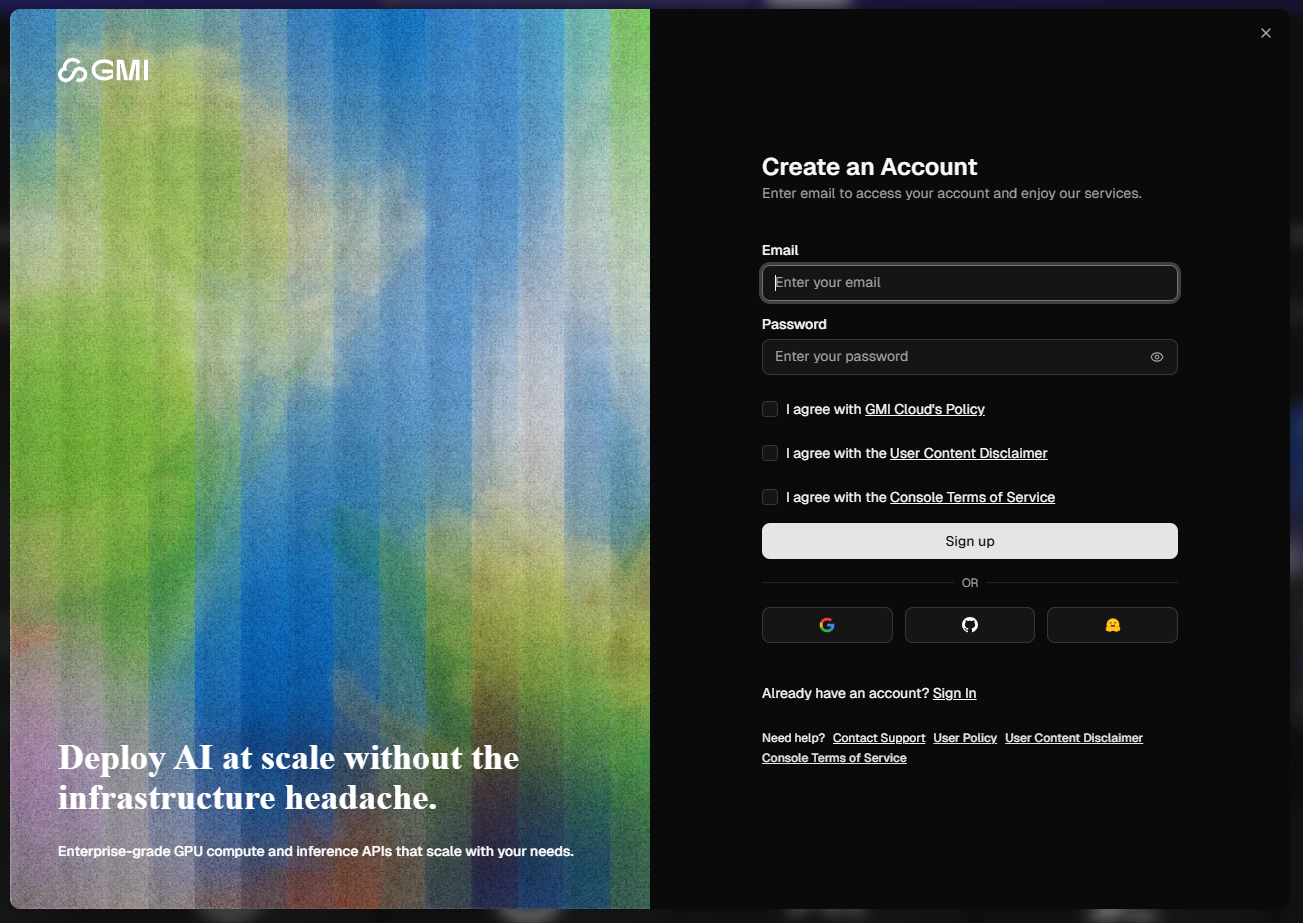 GMI
Deploy AI at scale without the
infrastructure headache.
Enterprise-grade GPU compute and inference APIs that scale with your needs.
Create an Account
Enter email to access your account and enjoy our services.
Email
Enter your email
Password
Enter your password
I agree with GMI Cloud's Policy
I agree with the User Content Disclaimer
I agree with the Console Terms of Service
Sign up
OR
Already have an account? Sign In
Need help? Contact Support User Policy User Content Disclaimer
Console Terms of Service